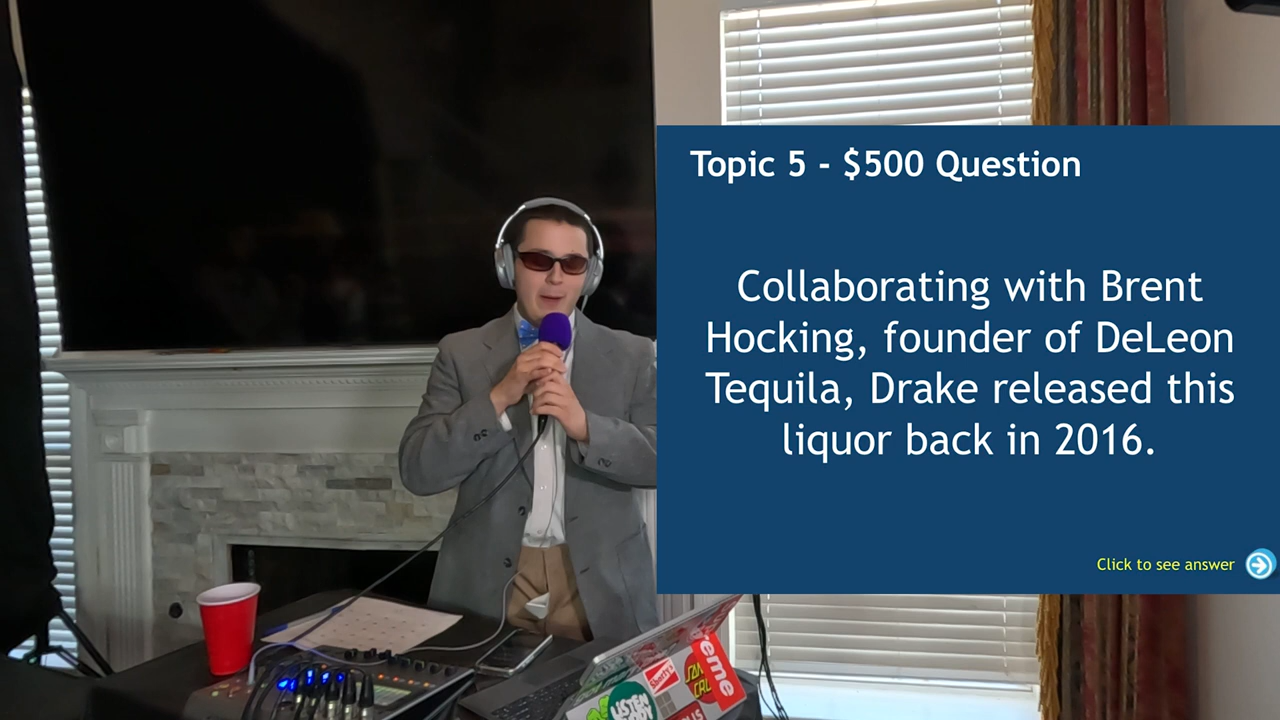 Topic 5 - $500 Question
Collaborating with Brent
Hocking, founder of DeLeon
Tequila, Drake released this
liquor back in 2016.
Click to see answer